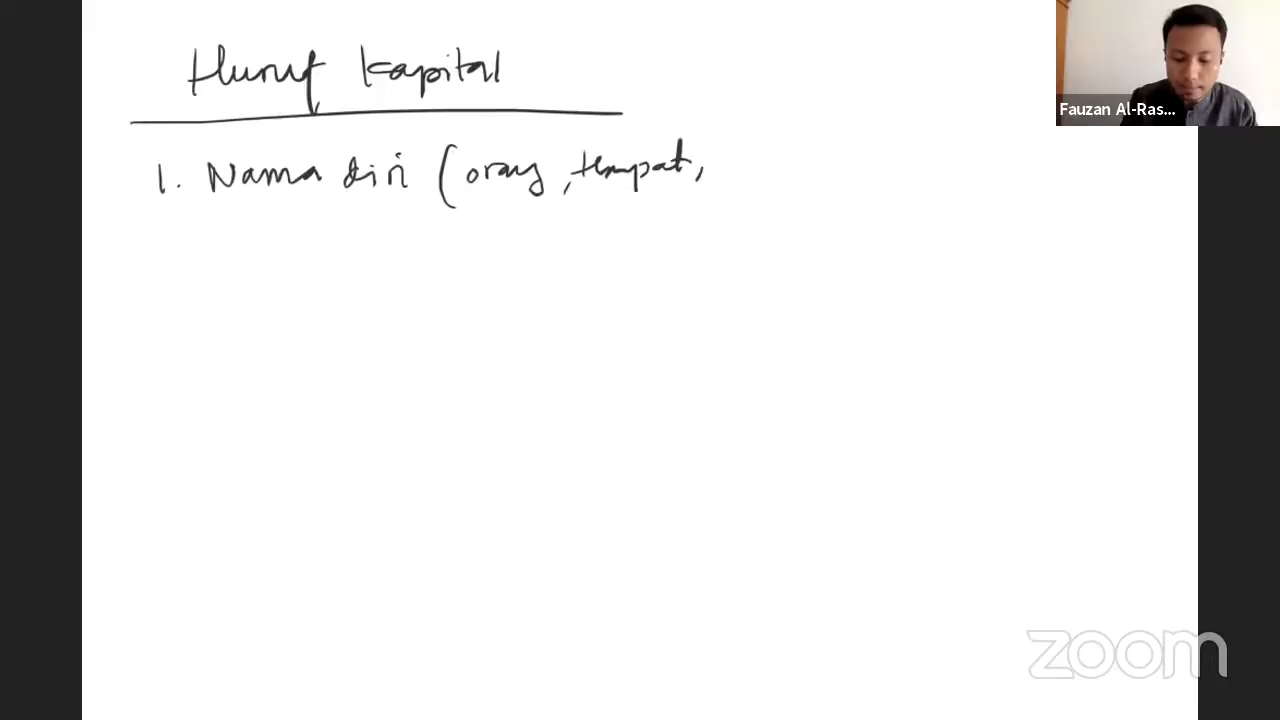 Huruf kapital
1. Nama diri (orang, tempat,
Fauzan Al-Ras...
zoom